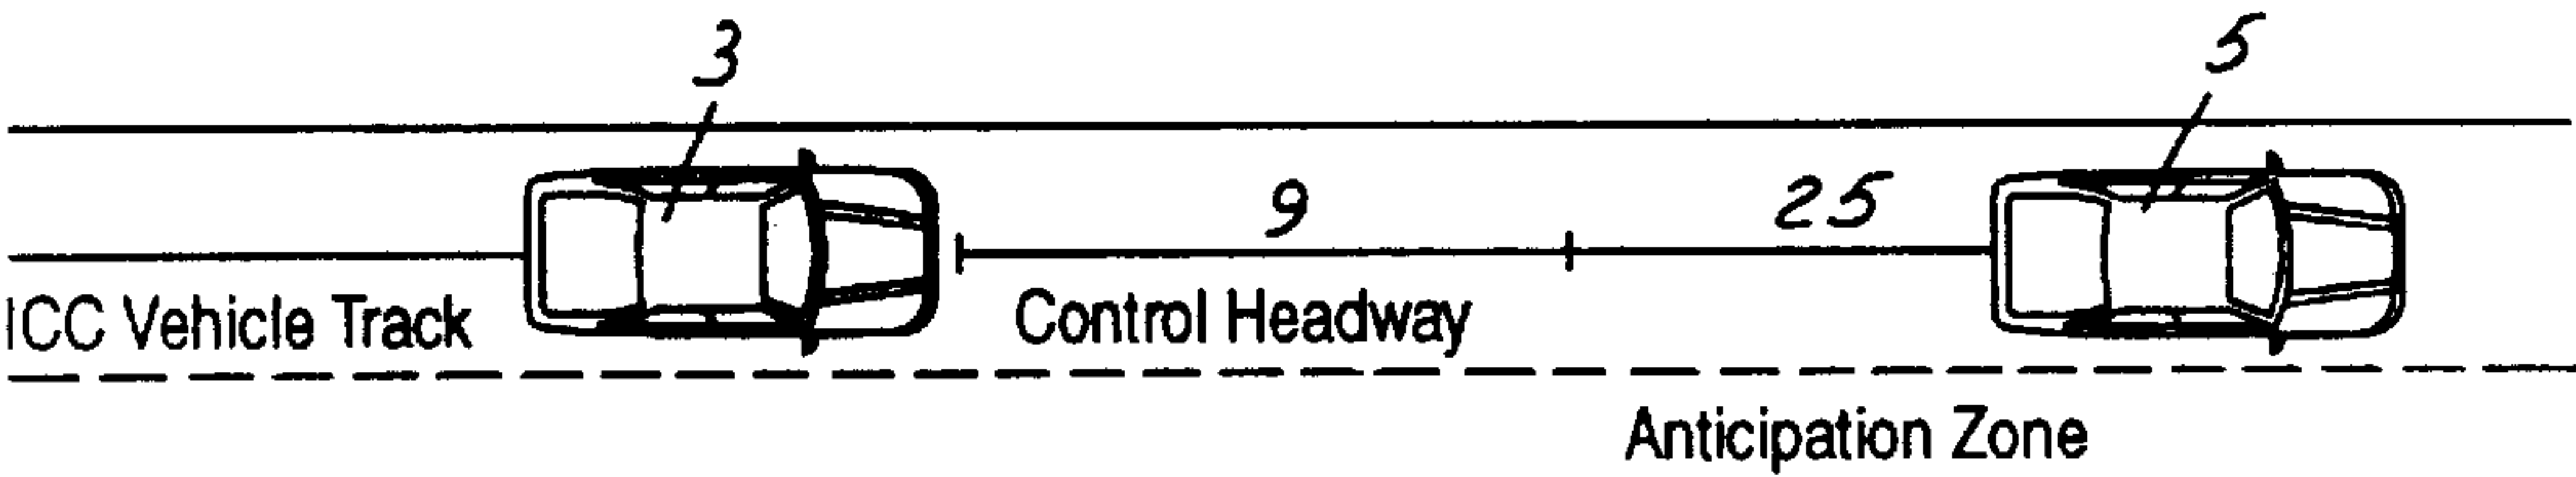 3
5
9
25
ICC Vehicle Track
Control Headway
Anticipation Zone